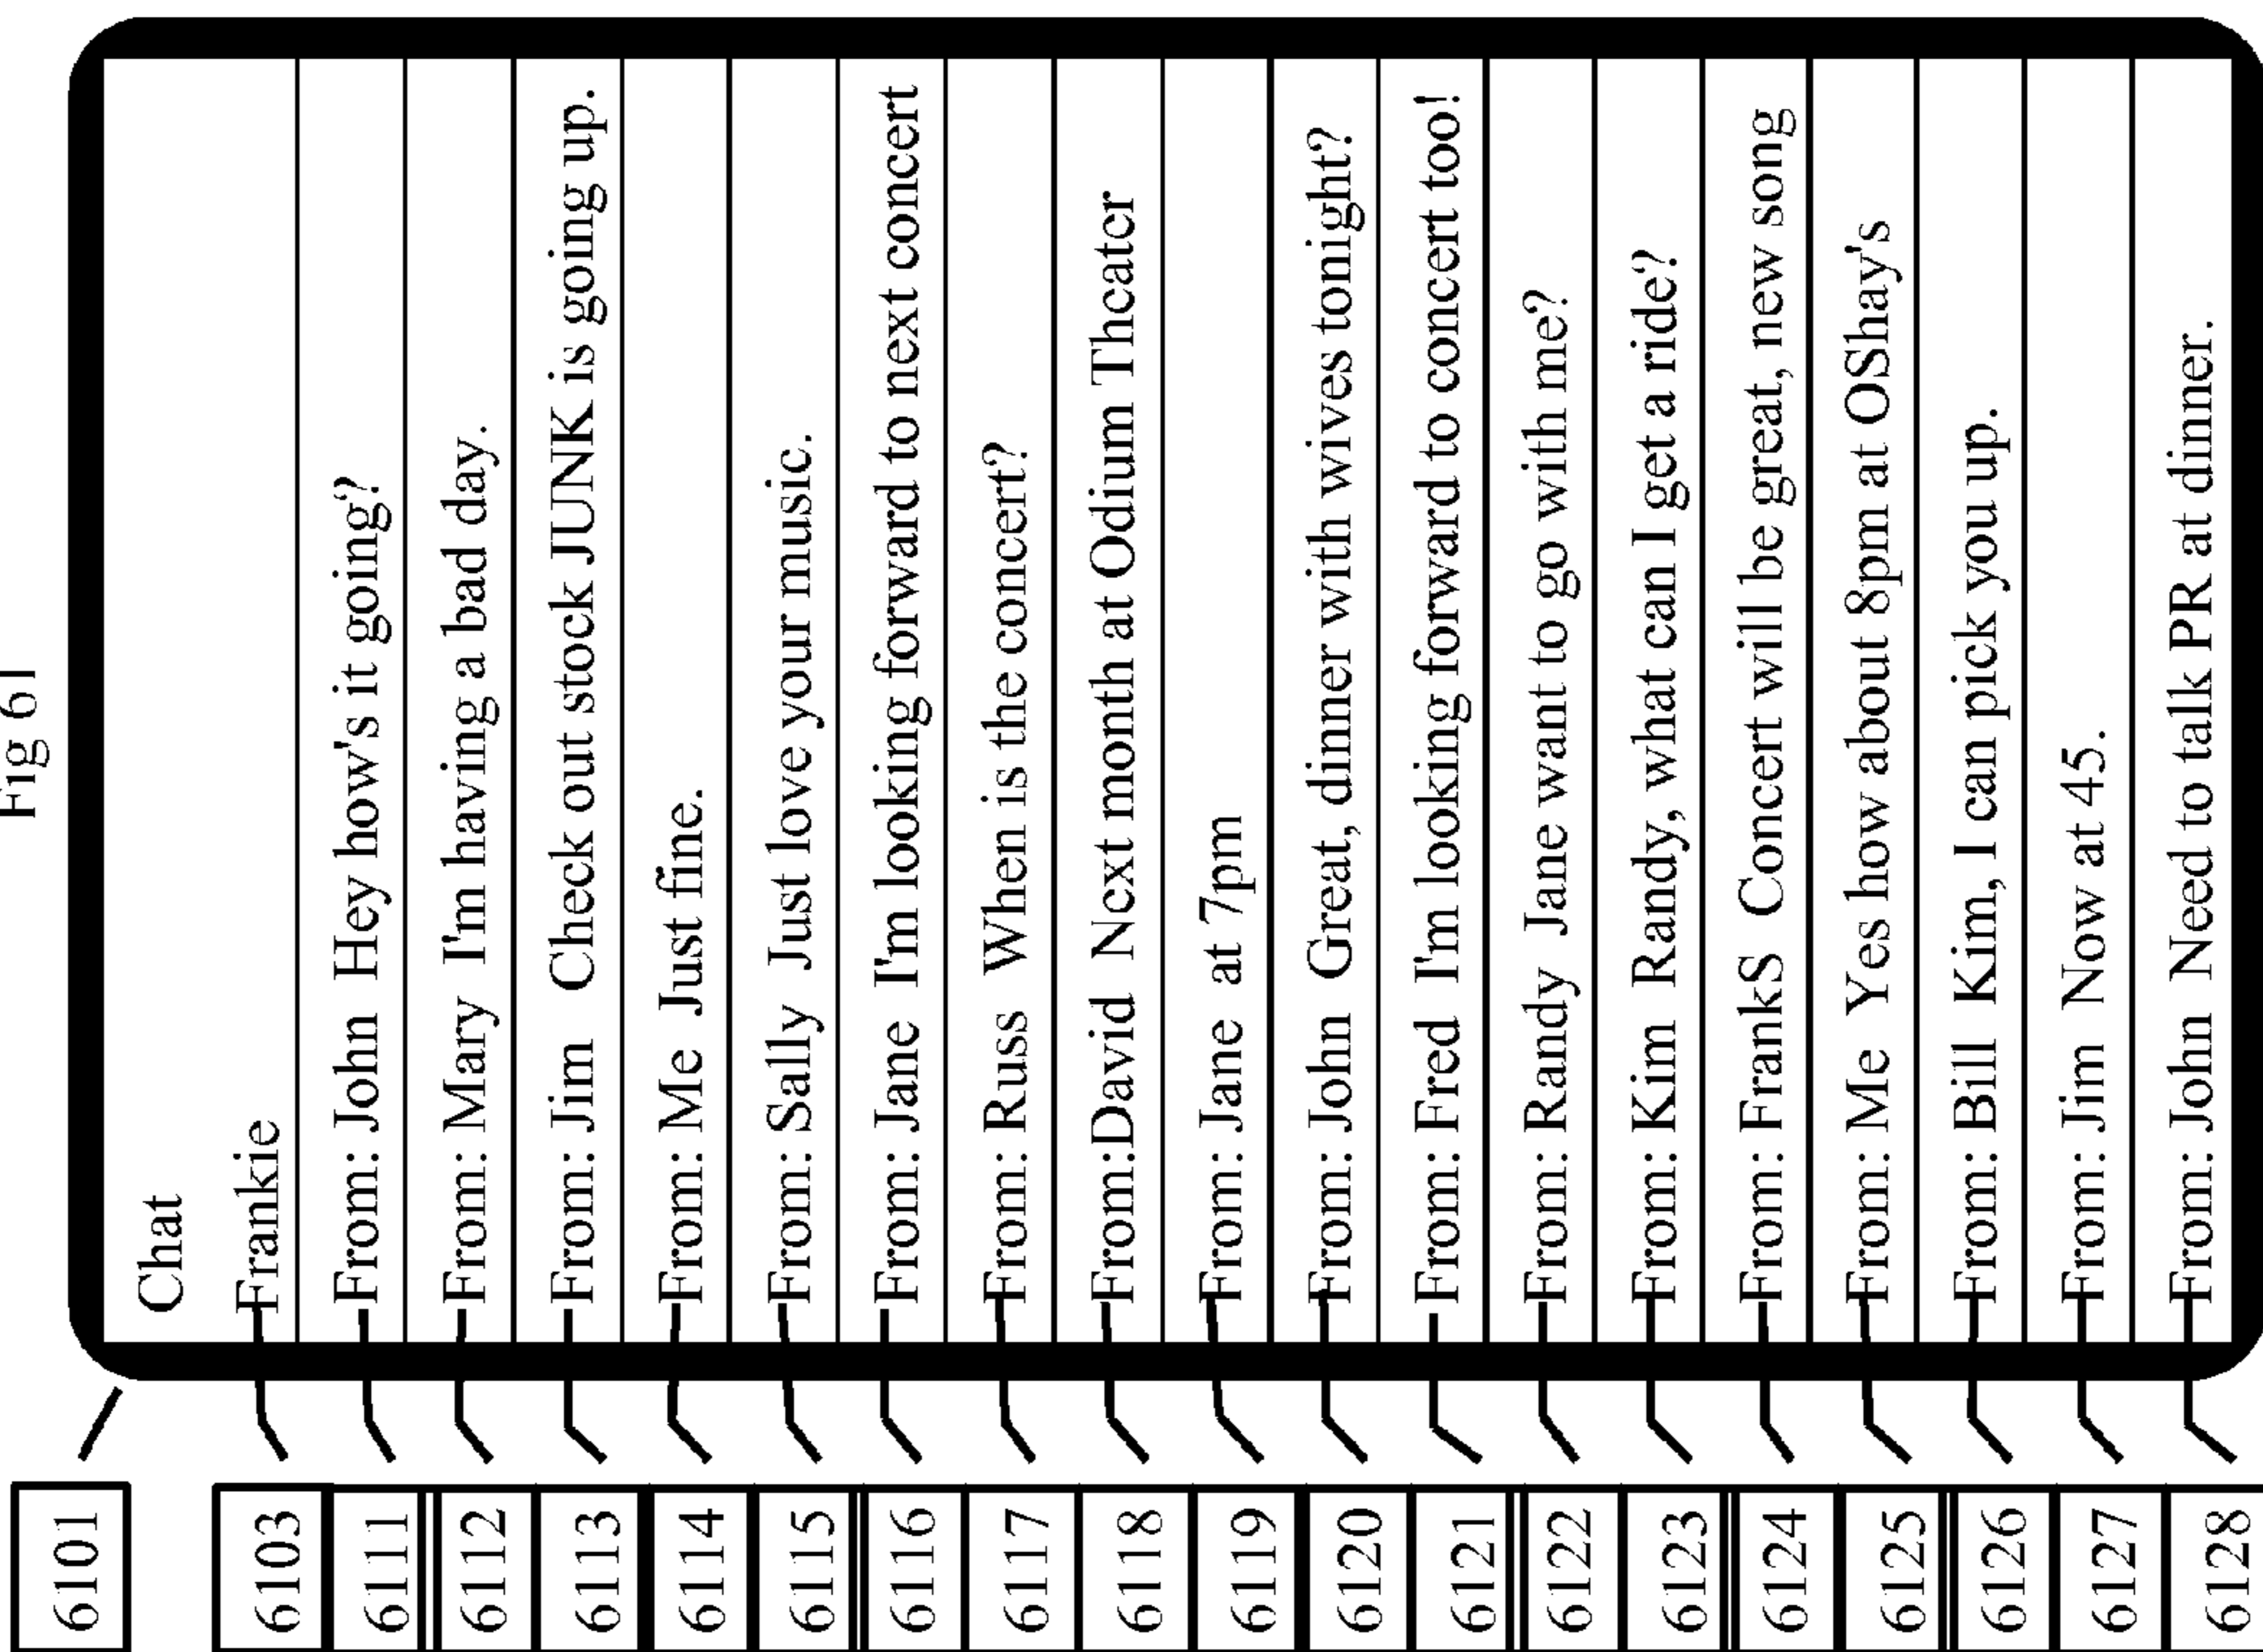 Fig 61
6101
Chat
6103 Frankie
6111 From: John Hey how's it going?
6112 From: Mary I'm having a bad day.
6113 From: Jim Check out stock JUNK is going up.
6114 From: Me Just fine.
6115 From: Sally Just love your music.
6116 From: Jane I'm looking forward to next concert
6117 From: Russ When is the concert?
6118 From:David Next month at Odium Theater
6119 From: Jane at 7pm
6120 From: John Great, dinner with wives tonight?
6121 From: Fred I'm looking forward to concert too!
6122 From: Randy Jane want to go with me?
6123 From: Kim Randy, what can I get a ride?
6124 From: FrankS Concert will be great, new song
6125 From: Me Yes how about 8pm at OShay's
6126 From: Bill Kim, I can pick you up.
6127 From: Jim Now at 45.
6128 From: John Need to talk PR at dinner.